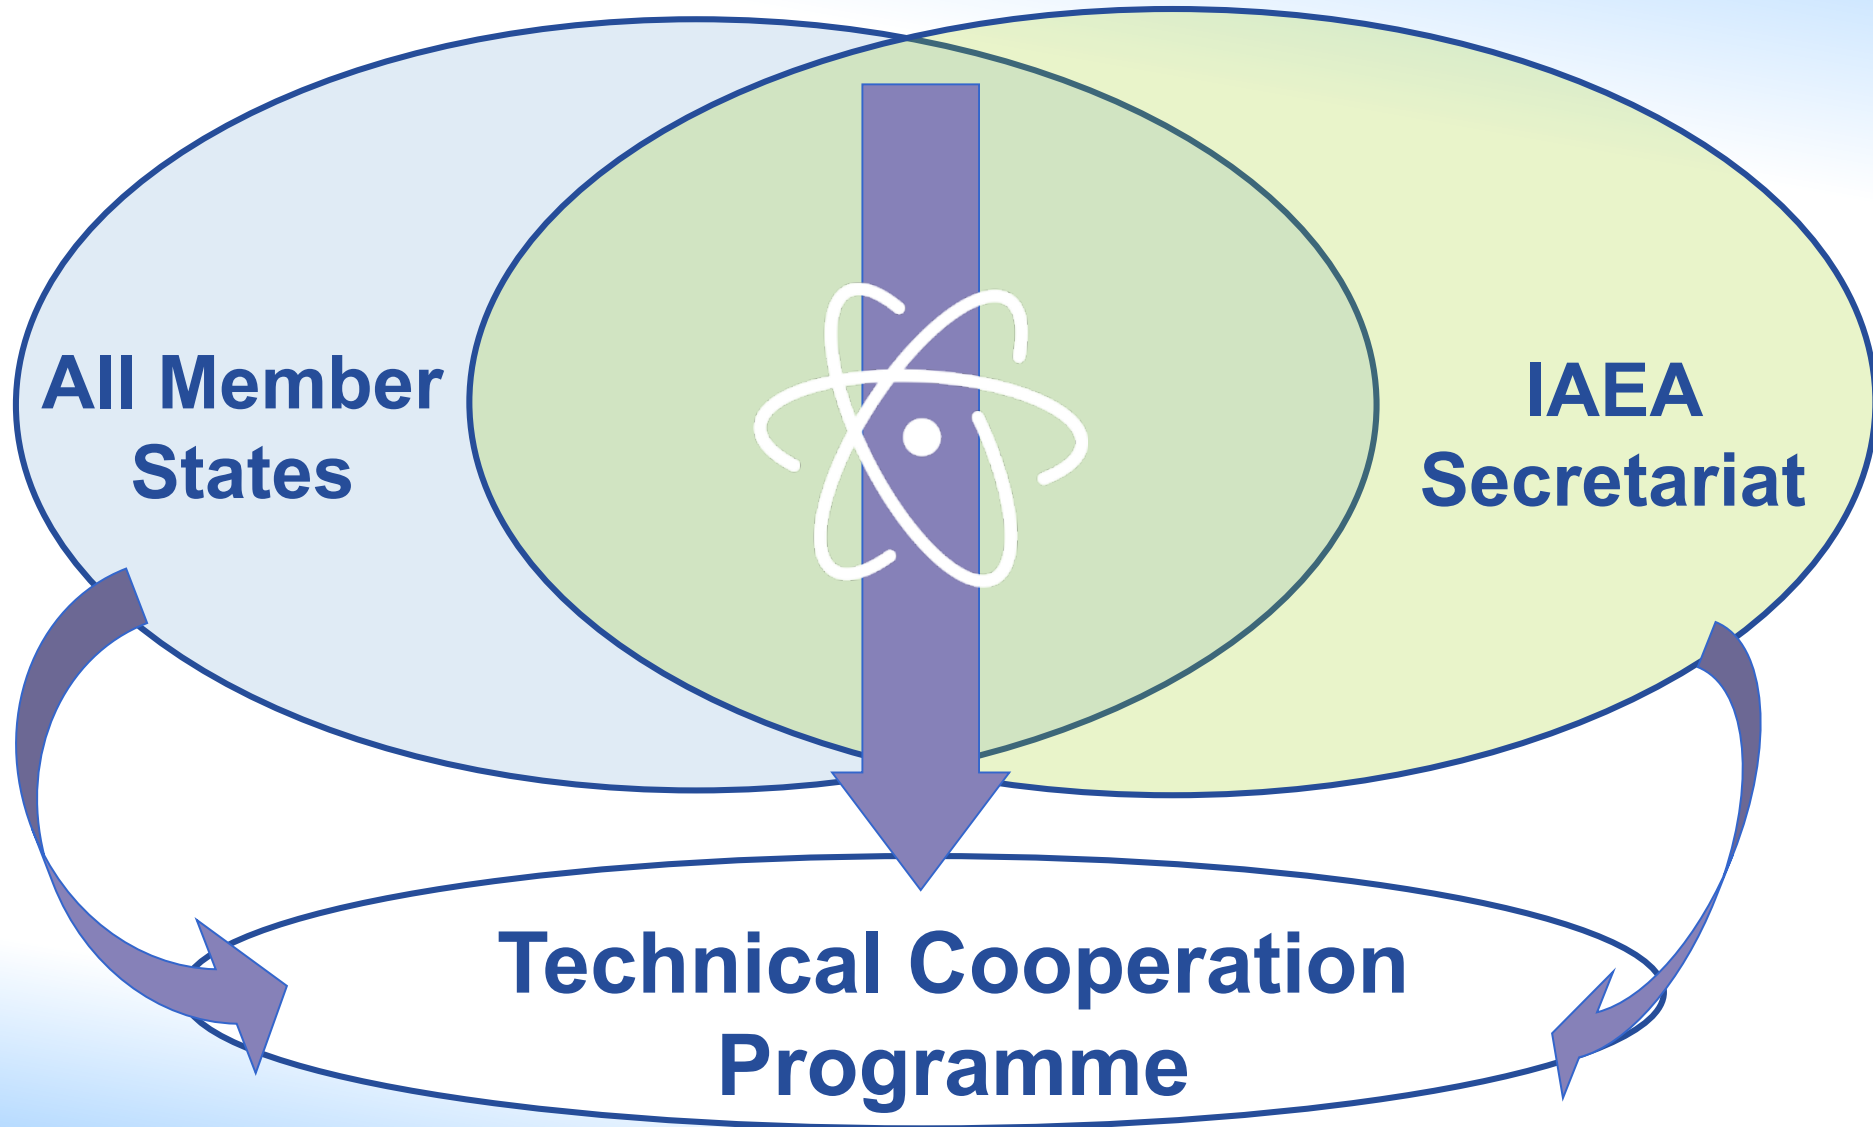 All Member
States
IAEA
Secretariat
Technical Cooperation
Programme